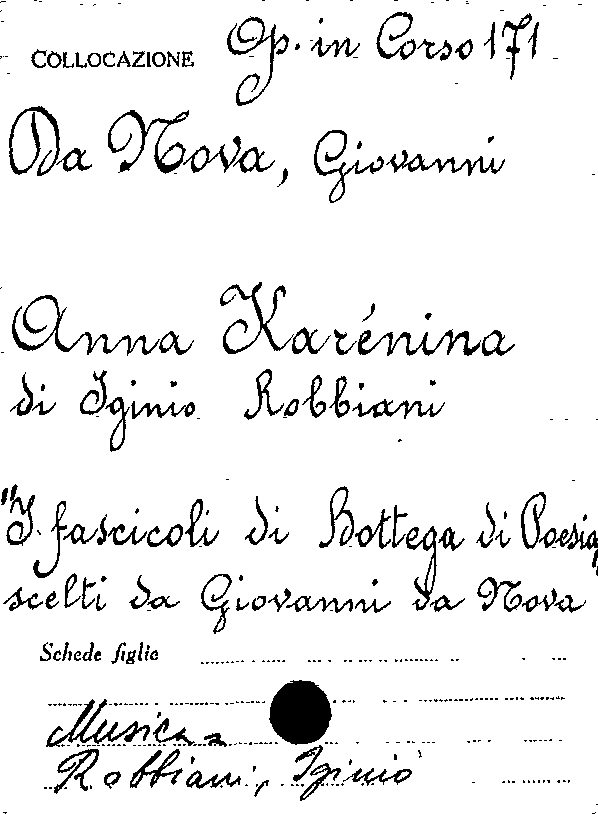 COLLOCAZIONE Op. in Corso 171
Da Nova, Giovanni
Anna Karénina
di Iginio Robbiani
"I fascicoli di Bottega di Poesia,
scelti da Giovanni da Nova
Schede figlie
Musica
Robbiani, Iginio